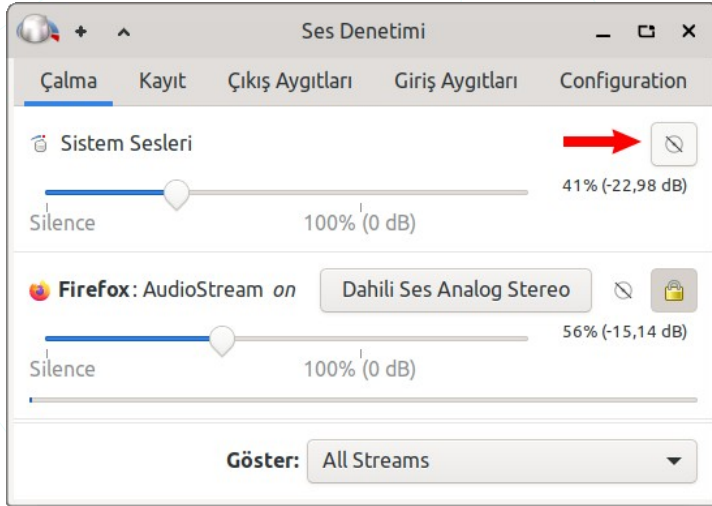 Ses Denetimi
Çalma Kayıt Çıkış Aygıtları Giriş Aygıtları Configuration
Sistem Sesleri
41% (-22,98 dB)
Silence 100% (0 dB)
Firefox: AudioStream on Dahili Ses Analog Stereo
56% (-15,14 dB)
Silence 100% (0 dB)
Göster: All Streams